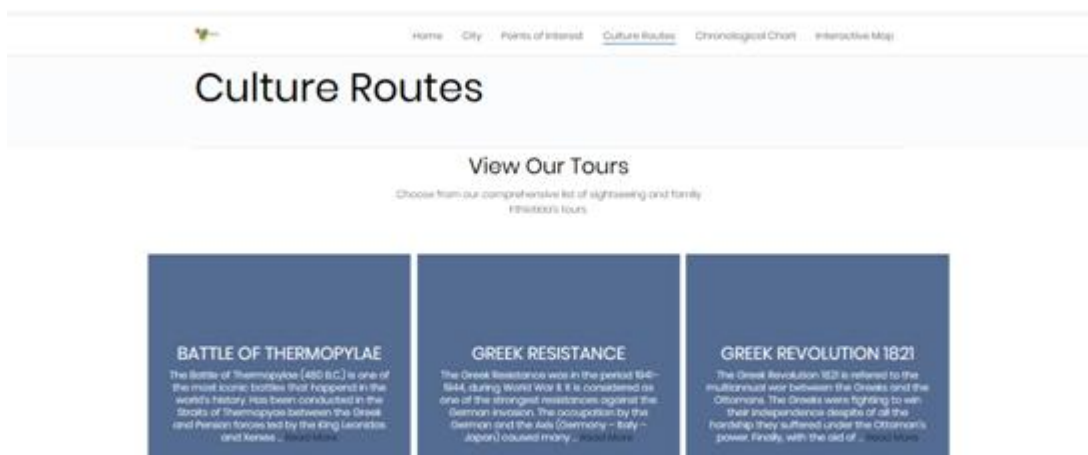 Home City Points of Interest Culture Routes Chronological Chart Interactive Map
Culture Routes
View Our Tours
Choose from our comprehensive list of sightseeing and family
Fthiotida's tours
BATTLE OF THERMOPYLAE
The Battle of Thermopylae (480 B.C.) is one of
the most iconic battles that happend in the
world's history. Has been conducted in the
Straits of Thermopyae between the Greek
and Persian forces led by the King Leonidas
and Xerxes ... Read More
GREEK RESISTANCE
The Greek Resistance was in the period 1941-
1944, during World War II. It is considered as
one of the strongest resistances against the
German invasion. The occupation by the
German and the Axis (Germany – Italy –
Japan) caused many ... Read More
GREEK REVOLUTION 1821
The Greek Revolution 1821 is referred to the
multiannual war between the Greeks and the
Ottomans. The Greeks were fighting to win
their independence despite of all the
hardship they suffered under the Ottoman's
power. Finally, with the aid of ... Read More